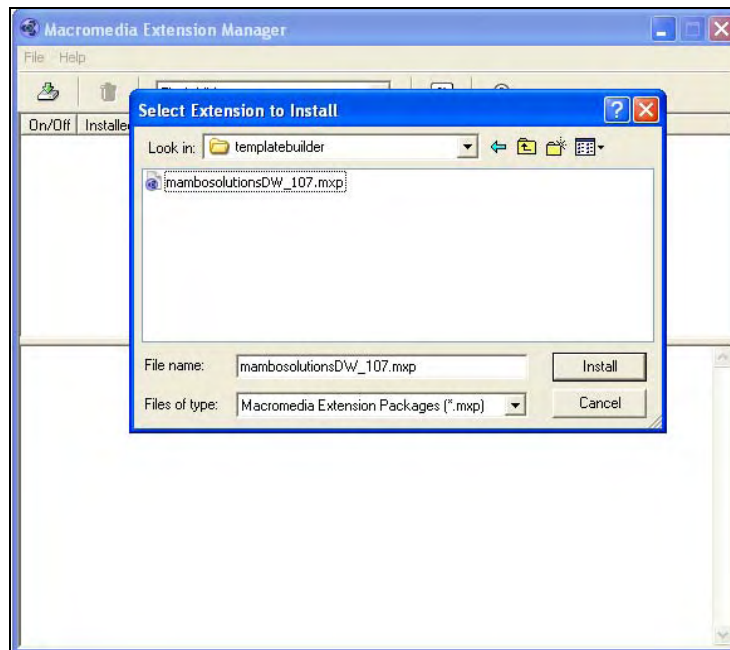 Macromedia Extension Manager
File Help
Select Extension to Install
On/Off Installe
Look in: templatebuilder
mambosolutionsDW_107.mxp
File name: mambosolutionsDW_107.mxp Install
Files of type: Macromedia Extension Packages (*.mxp) Cancel